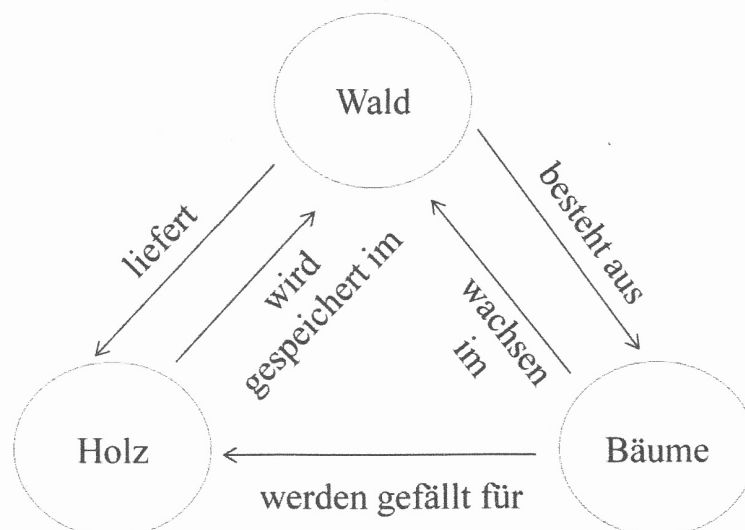 Wald
liefert
wird
gespeichert im
wachsen
im
besteht aus
Holz
Bäume
werden gefällt für